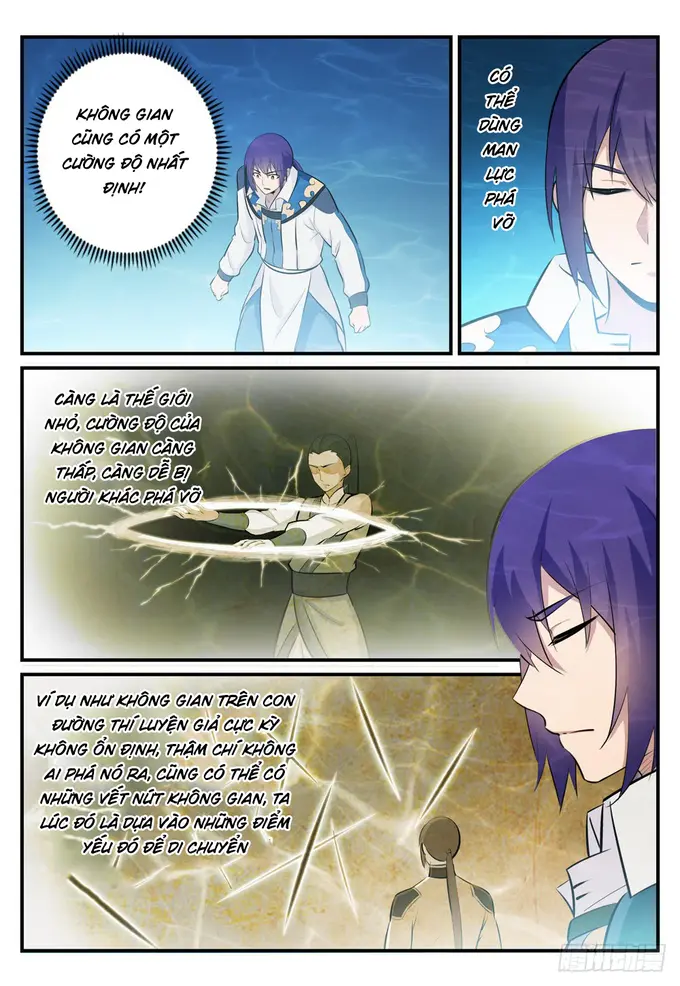 KHÔNG GIAN
CŨNG CÓ MỘT
CƯỜNG ĐỘ NHẤT
ĐỊNH!
CÓ
THỂ
DÙNG
MAN
LỰC
PHÁ
VỠ
CÀNG LÀ THẾ GIỚI
NHỎ, CƯỜNG ĐỘ CỦA
KHÔNG GIAN CÀNG
THẤP, CÀNG DỄ BỊ
NGƯỜI KHÁC PHÁ VỠ
VÍ DỤ NHƯ KHÔNG GIAN TRÊN CON
ĐƯỜNG THÍ LUYỆN GIẢ CỰC KỲ
KHÔNG ỔN ĐỊNH, THẬM CHÍ KHÔNG
AI PHÁ NÓ RA, CŨNG CÓ THỂ CÓ
NHỮNG VẾT NỨT KHÔNG GIAN, TA
LÚC ĐÓ LÀ DỰA VÀO NHỮNG ĐIỂM
YẾU ĐÓ ĐỂ DI CHUYỂN
腾讯动漫